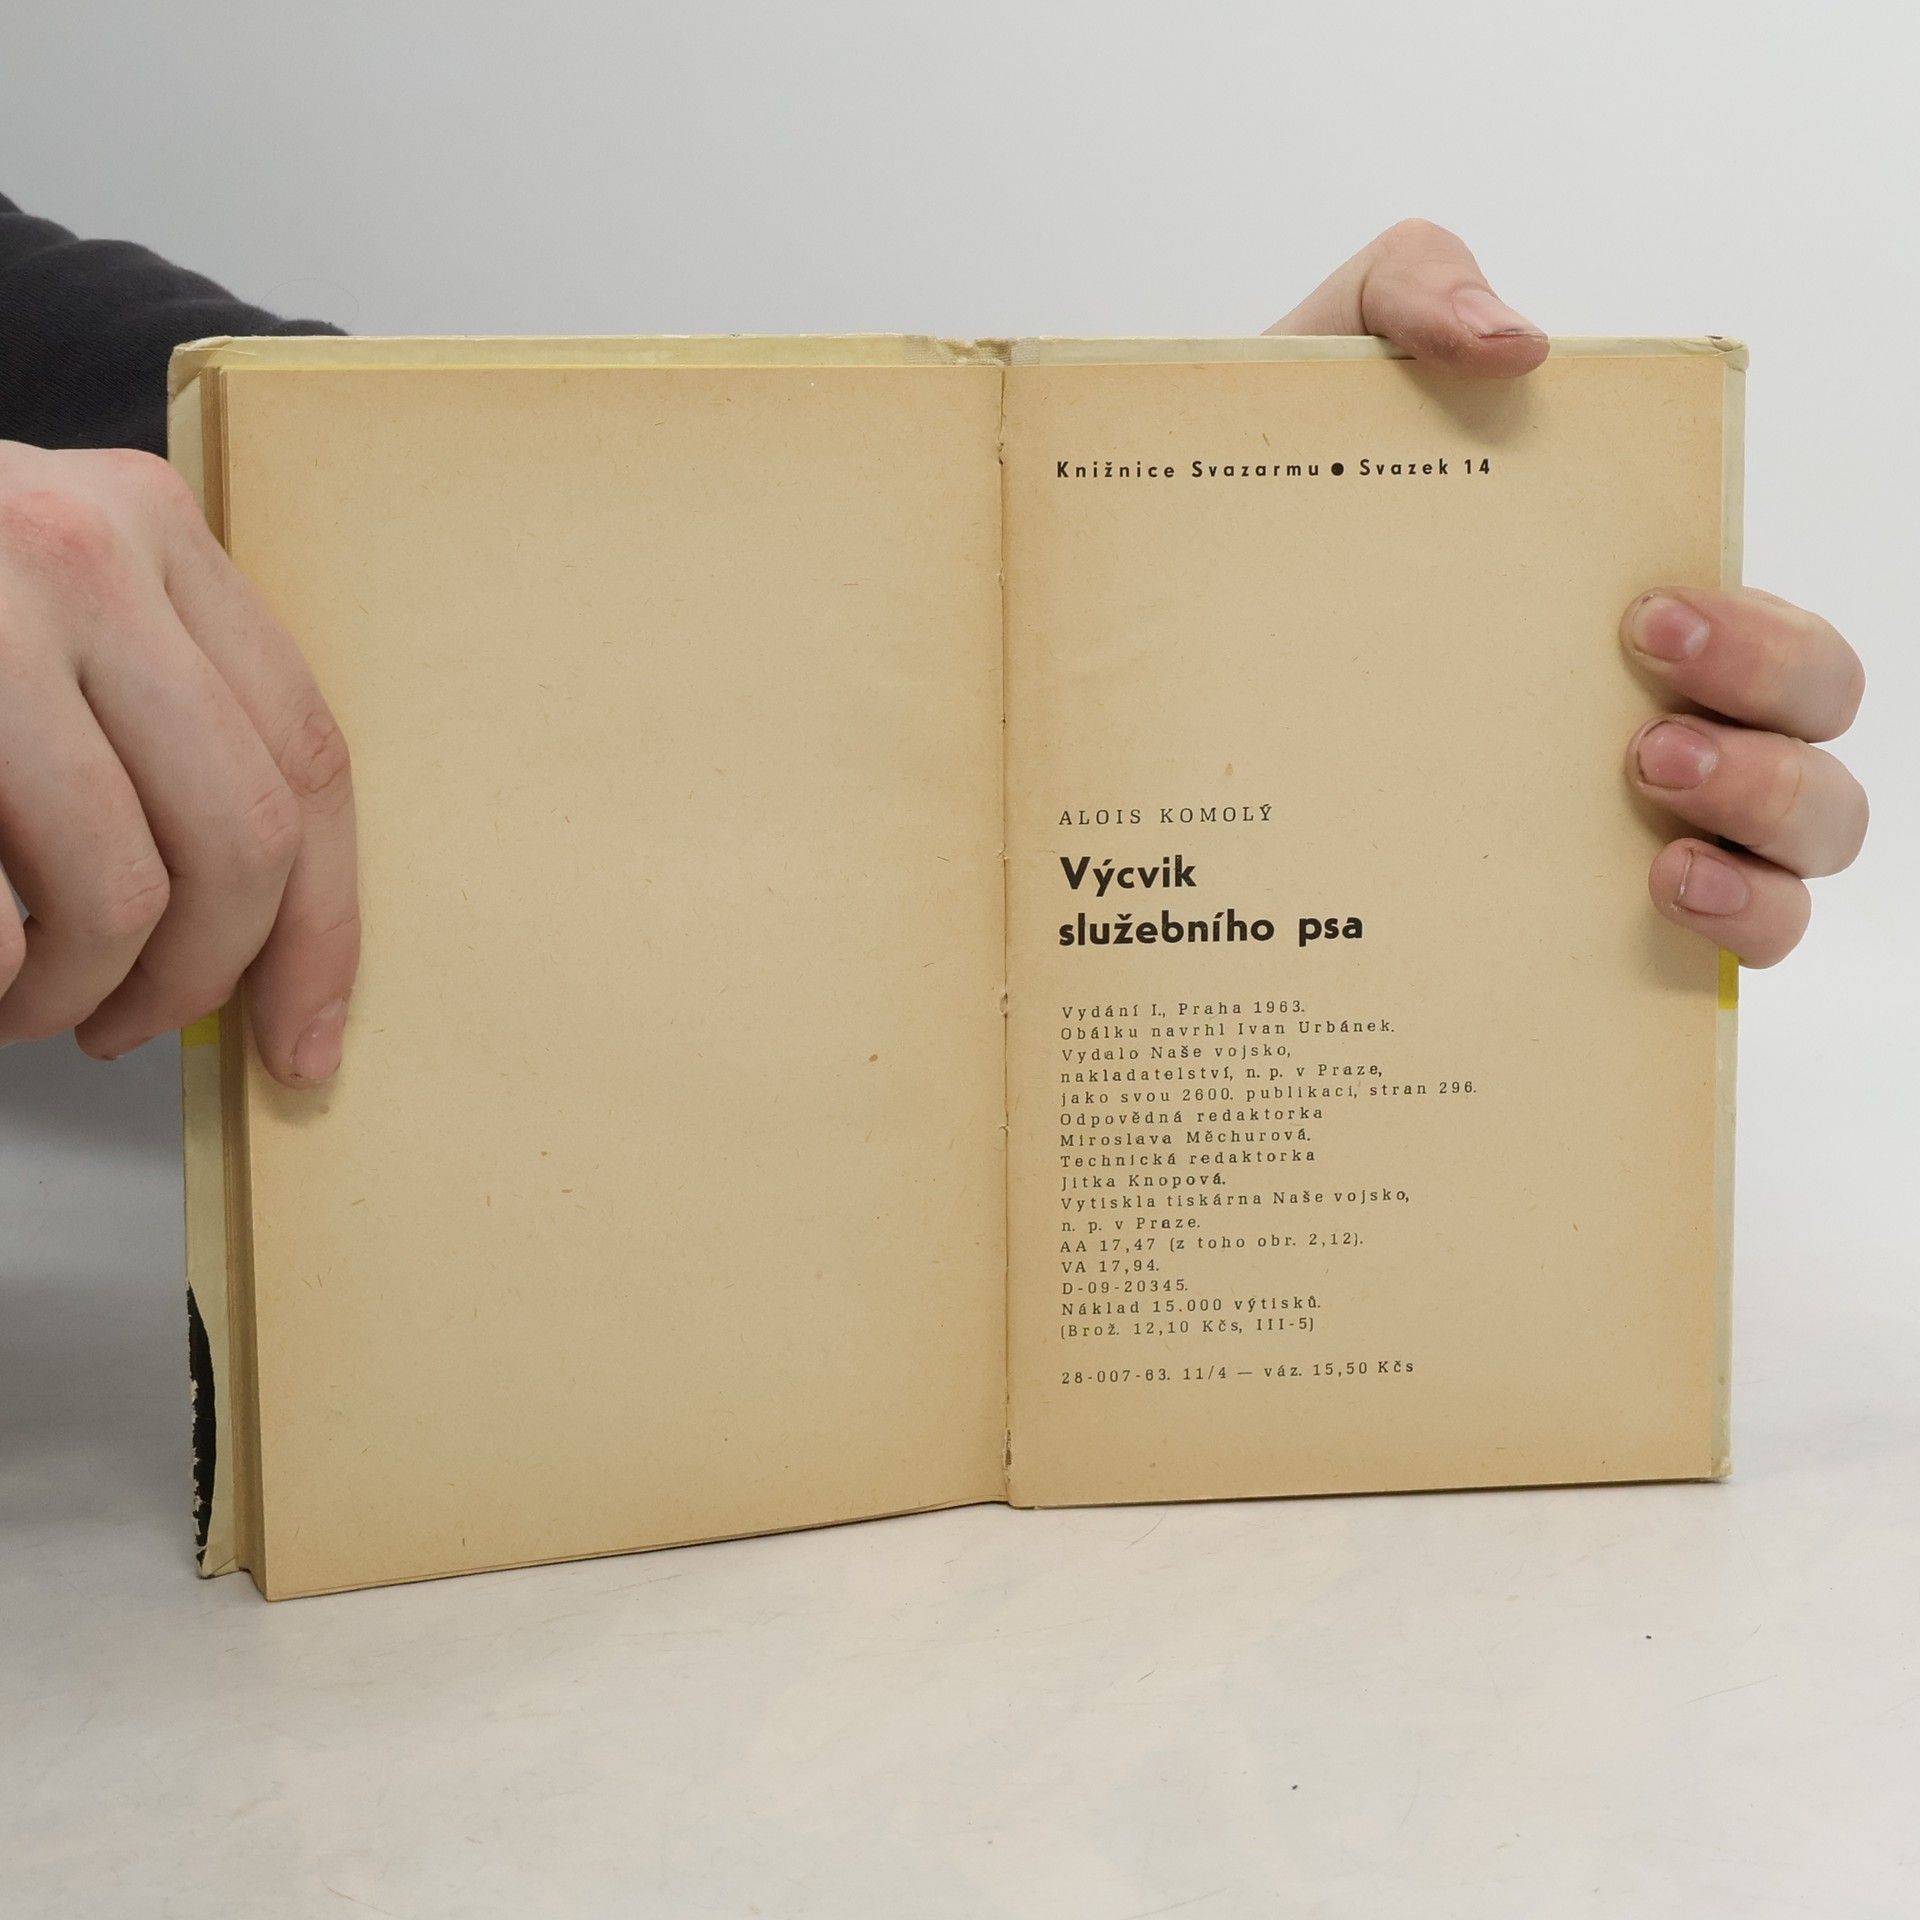 Knižnice Svazarmu ● Svazek 14
ALOIS KOMOLÝ
Výcvik
služebního psa
Vydání I., Praha 1963.
Obálku navrhl Ivan Urbánek.
Vydalo Naše vojsko,
nakladatelství, n. p. v Praze,
jako svou 2600. publikaci, stran 296.
Odpovědná redaktorka
Miroslava Měchurová.
Technická redaktorka
Jitka Knopová.
Vytiskla tiskárna Naše vojsko,
n. p. v Praze.
AA 17,47 (z toho obr. 2,12).
VA 17,94.
D-09-20345.
Náklad 15.000 výtisků.
(Brož. 12,10 Kčs, III-5)
28-007-63. 11/4 — váz. 15,50 Kčs